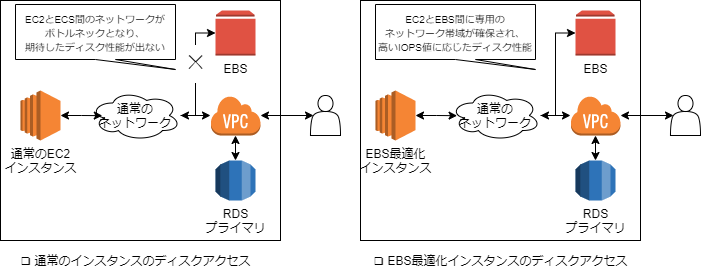 EC2とECS間のネットワークが
ボトルネックとなり、
期待したディスク性能が出ない
EBS
通常の
ネットワーク
VPC
通常のEC2
インスタンス
RDS
プライマリ
□ 通常のインスタンスのディスクアクセス
EC2とEBS間に専用の
ネットワーク帯域が確保され、
高いIOPS値に応じたディスク性能
EBS
通常の
ネットワーク
VPC
EBS最適化
インスタンス
RDS
プライマリ
□ EBS最適化インスタンスのディスクアクセス